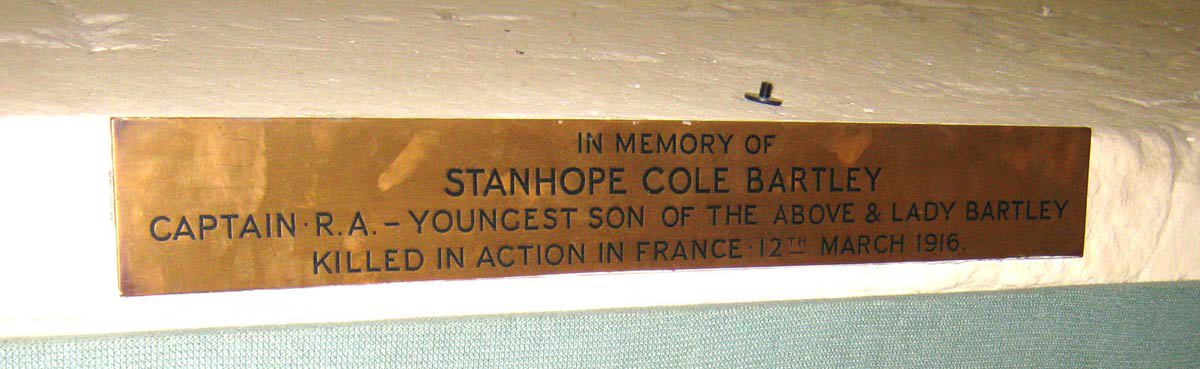 IN MEMORY OF
STANHOPE COLE BARTLEY
CAPTAIN · R.A. – YOUNGEST SON OF THE ABOVE & LADY BARTLEY
KILLED IN ACTION IN FRANCE · 12TH MARCH 1916.